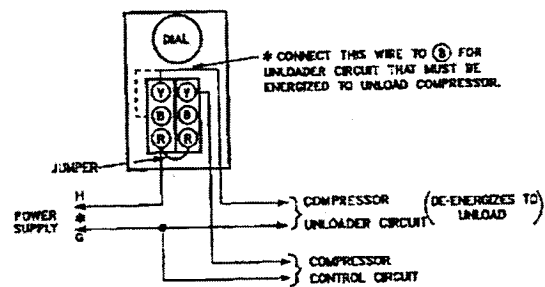 DIAL
* CONNECT THIS WIRE TO B FOR
UNLOADER CIRCUIT THAT MUST BE
ENERGIZED TO UNLOAD COMPRESSOR.
Y Y
B B
R R
JUMPER
H
POWER SUPPLY
*
G
COMPRESSOR
UNLOADER CIRCUIT
(DE-ENERGIZES TO
UNLOAD)
COMPRESSOR
CONTROL CIRCUIT